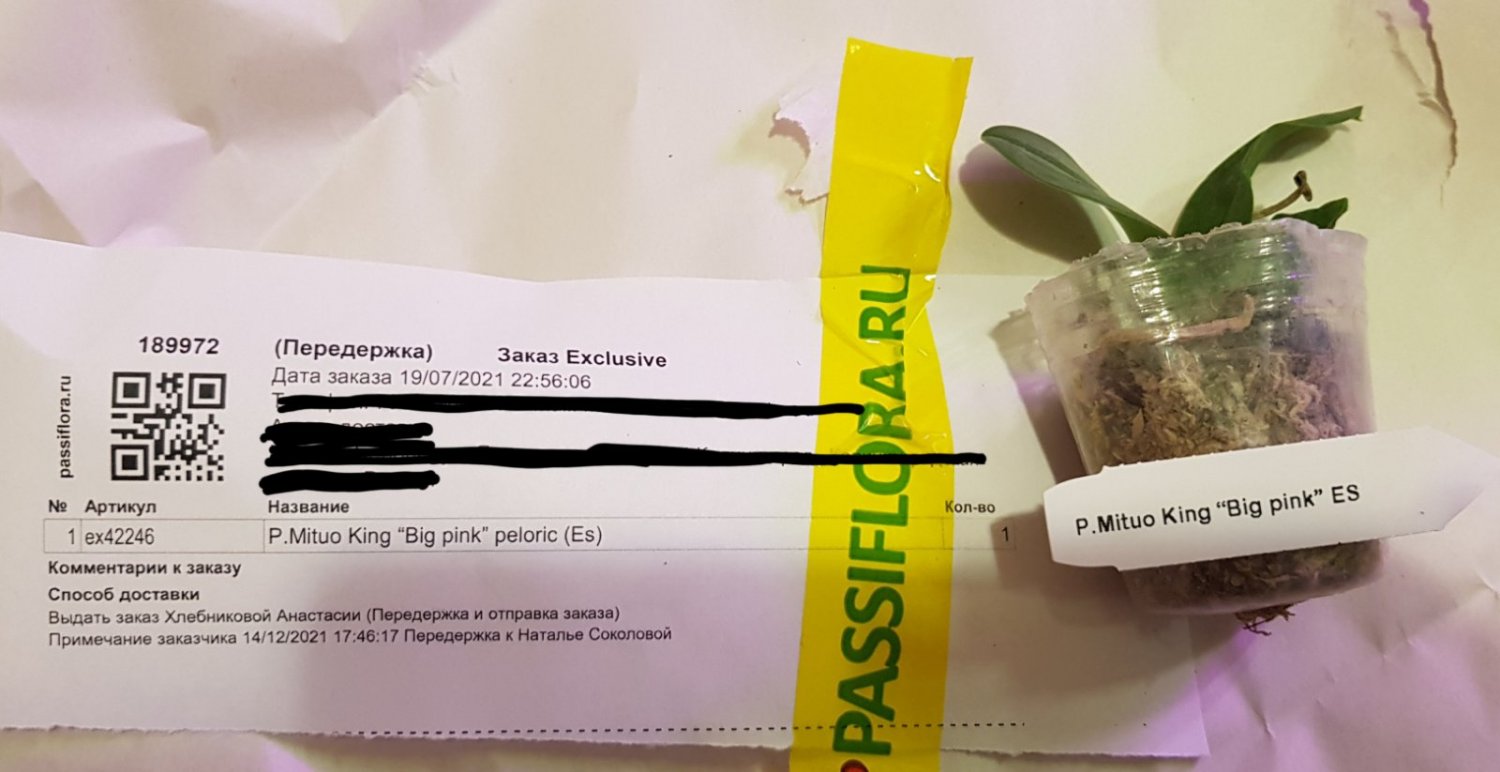 189972
(Передержка) Заказ Exclusive
Дата заказа 19/07/2021 22:56:06
passiflora.ru
№ Артикул Название Кол-во
1 ex42246 P.Mituo King “Big pink” peloric (Es) 1
Комментарии к заказу
Способ доставки
Выдать заказ Хлебниковой Анастасии (Передержка и отправка заказа)
Примечание заказчика 14/12/2021 17:46:17 Передержка к Наталье Соколовой
PASSIFLORA.RU
P.Mituo King “Big pink” ES